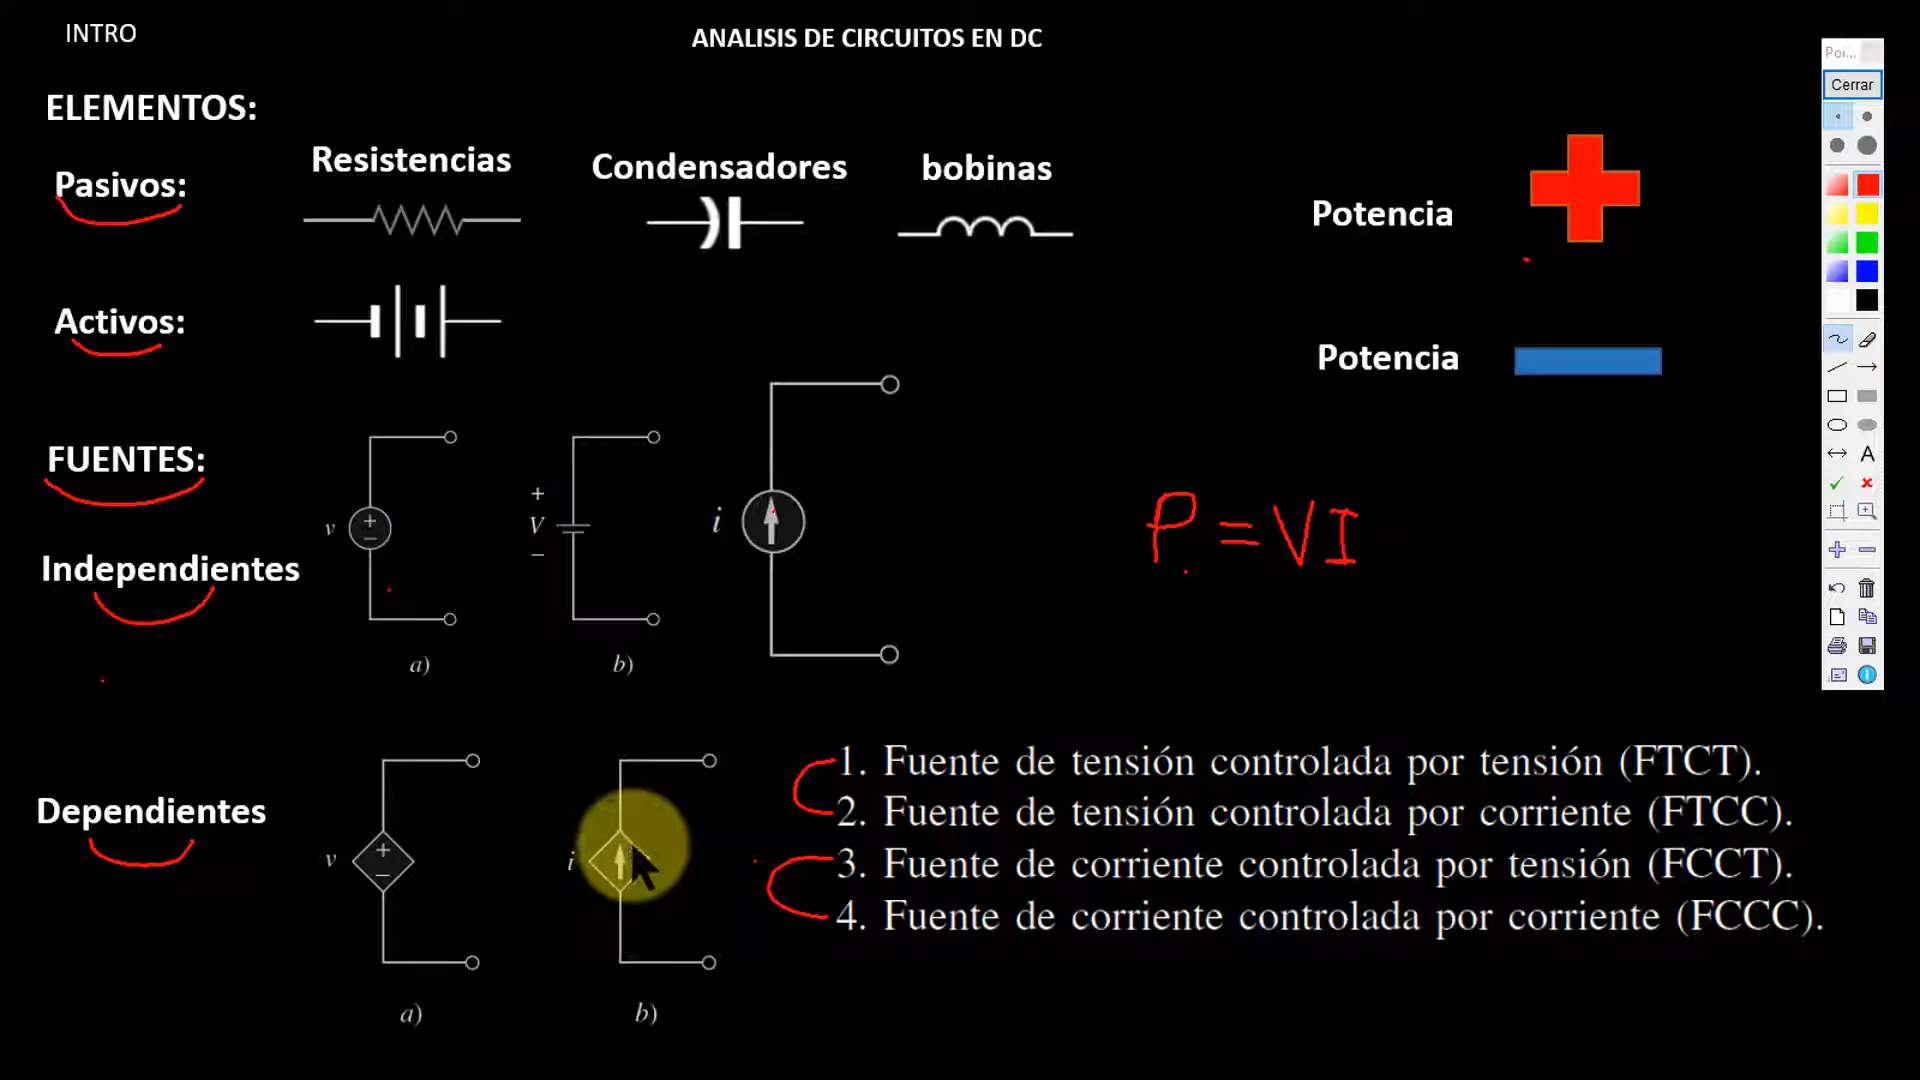 INTRO
ANALISIS DE CIRCUITOS EN DC
Poi...
Cerrar
ELEMENTOS:
Resistencias
Condensadores
bobinas
Pasivos:
Potencia
Activos:
Potencia
FUENTES:
+
v
+
−
V
−
i
P = VI
A
Independientes
a)
b)
1. Fuente de tensión controlada por tensión (FTCT).
2. Fuente de tensión controlada por corriente (FTCC).
3. Fuente de corriente controlada por tensión (FCCT).
4. Fuente de corriente controlada por corriente (FCCC).
Dependientes
v
+
−
i
a)
b)